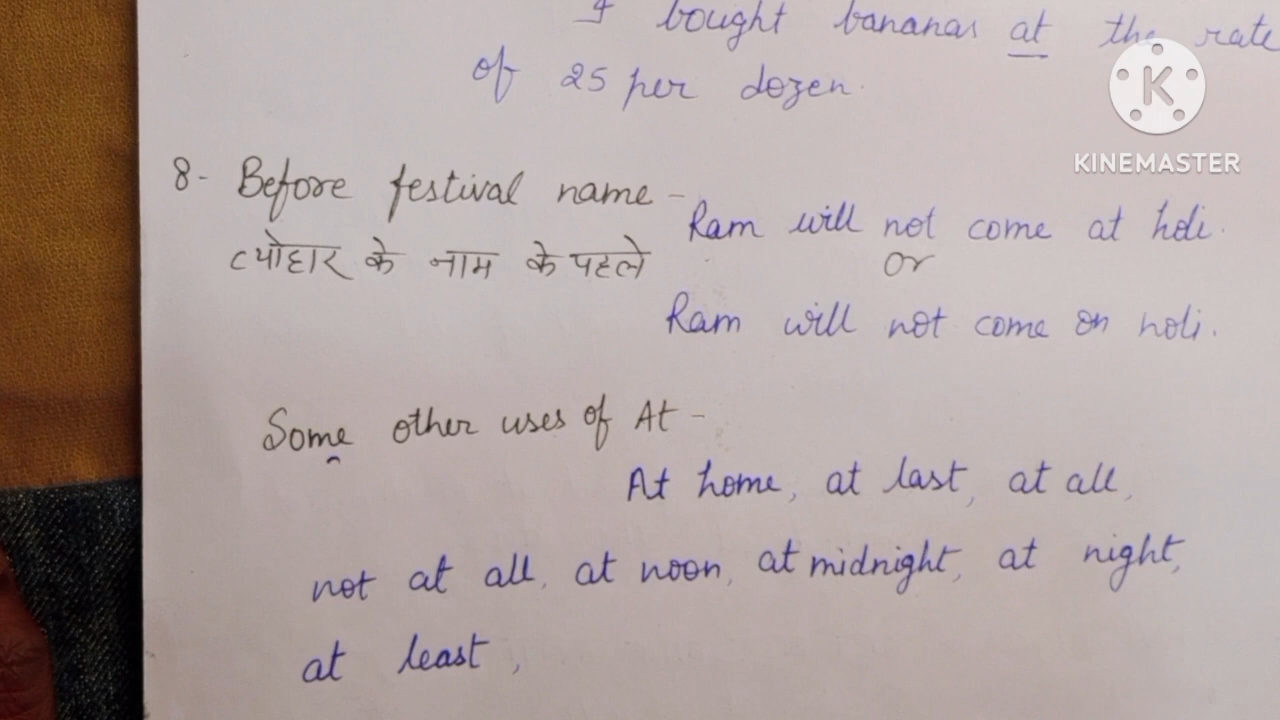 I bought bananas at the rate
of 25 per dozen.
K
KINEMASTER
8- Before festival name -
त्योहार के नाम के पहले
Ram will not come at holi.
or
Ram will not come on holi.
Some other uses of At -
At home, at last, at all,
not at all, at noon, at midnight, at night,
at least,